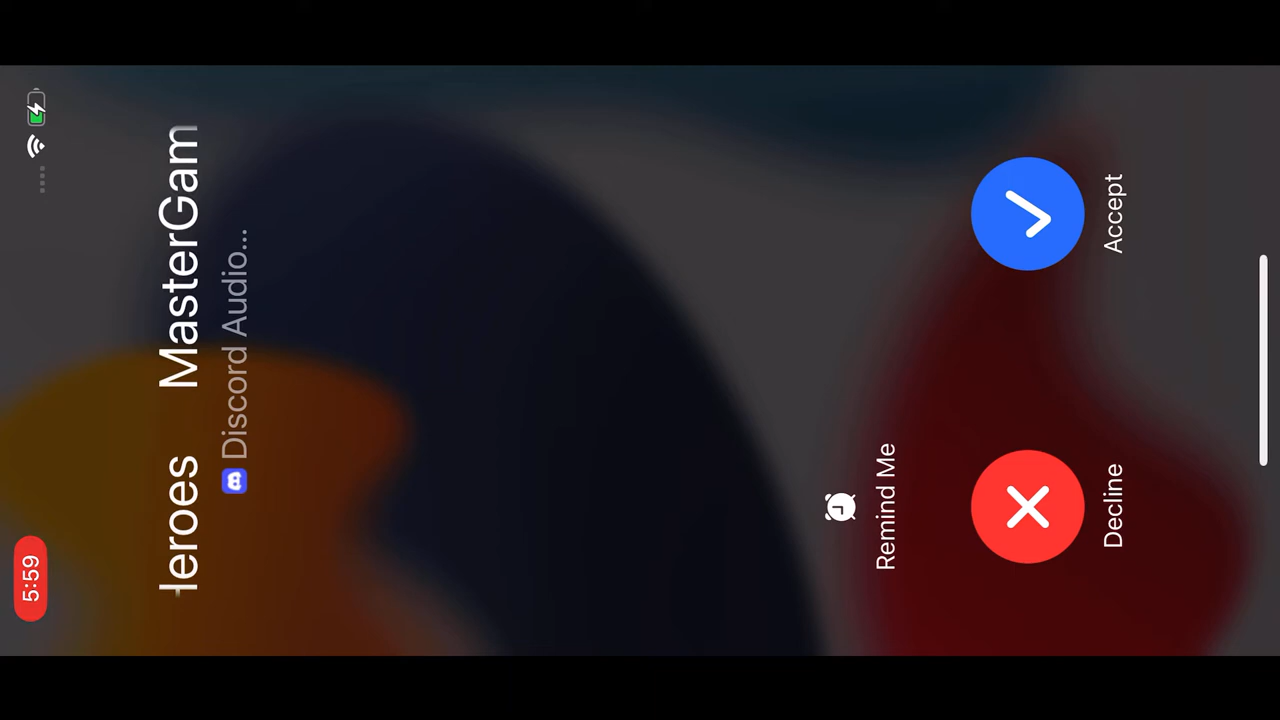 5:59
Heroes MasterGam
Discord Audio...
Remind Me
Decline
Accept